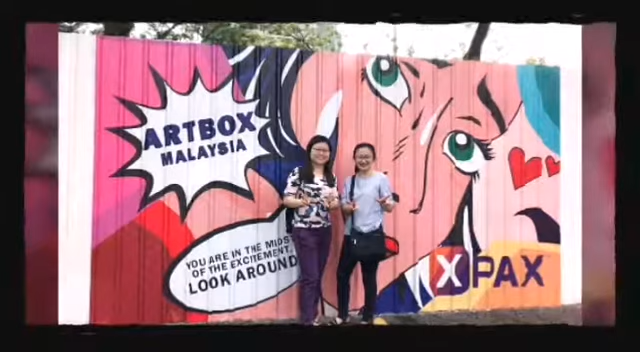 ARTBOX
MALAYSIA
YOU ARE IN THE MIDST
OF THE EXCITEMENT,
LOOK AROUND
XPAX